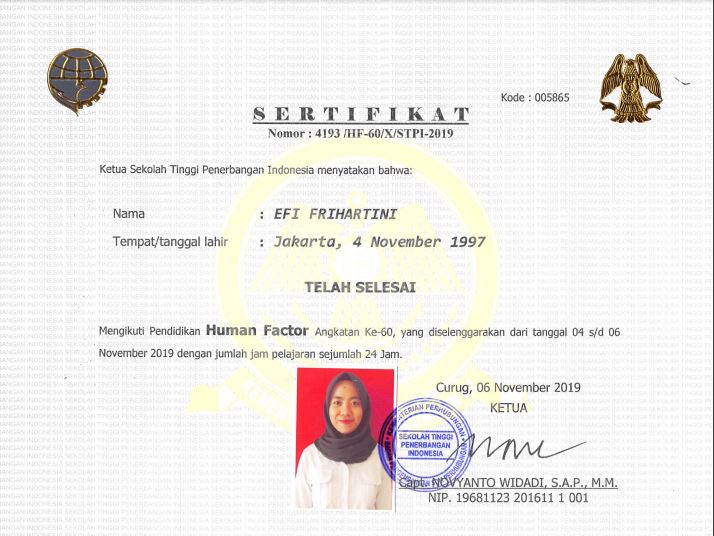 Kode : 005865
SERTIFIKAT
Nomor : 4193 /HF-60/X/STPI-2019
Ketua Sekolah Tinggi Penerbangan Indonesia menyatakan bahwa:
Nama : EFI FRIHARTINI
Tempat/tanggal lahir : Jakarta, 4 November 1997
TELAH SELESAI
Mengikuti Pendidikan Human Factor Angkatan Ke-60, yang diselenggarakan dari tanggal 04 s/d 06
November 2019 dengan jumlah jam pelajaran sejumlah 24 Jam.
Curug, 06 November 2019
KETUA
KEMENTERIAN PERHUBUNGAN
SEKOLAH TINGGI
PENERBANGAN
INDONESIA
Capt. NOVYANTO WIDADI, S.A.P., M.M.
NIP. 19681123 201611 1 001